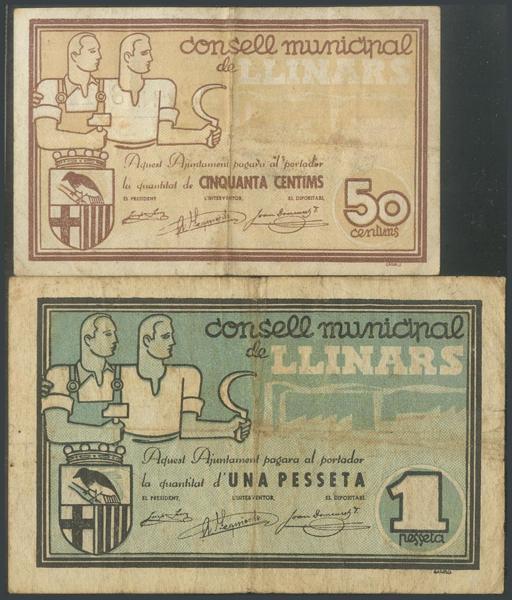 consell municipal
de LLINARS
Aquest Ajuntament pagarà al portador
la quantitat de CINQUANTA CENTIMS
EL PRESIDENT L'INTERVENTOR, EL DIPOSITARI,
50
centims
consell municipal
de LLINARS
Aquest Ajuntament pagara al portador
la quantitat d'UNA PESSETA
EL PRESIDENT, L'INTERVENTOR, EL DIPOSITARI,
1
pesseta